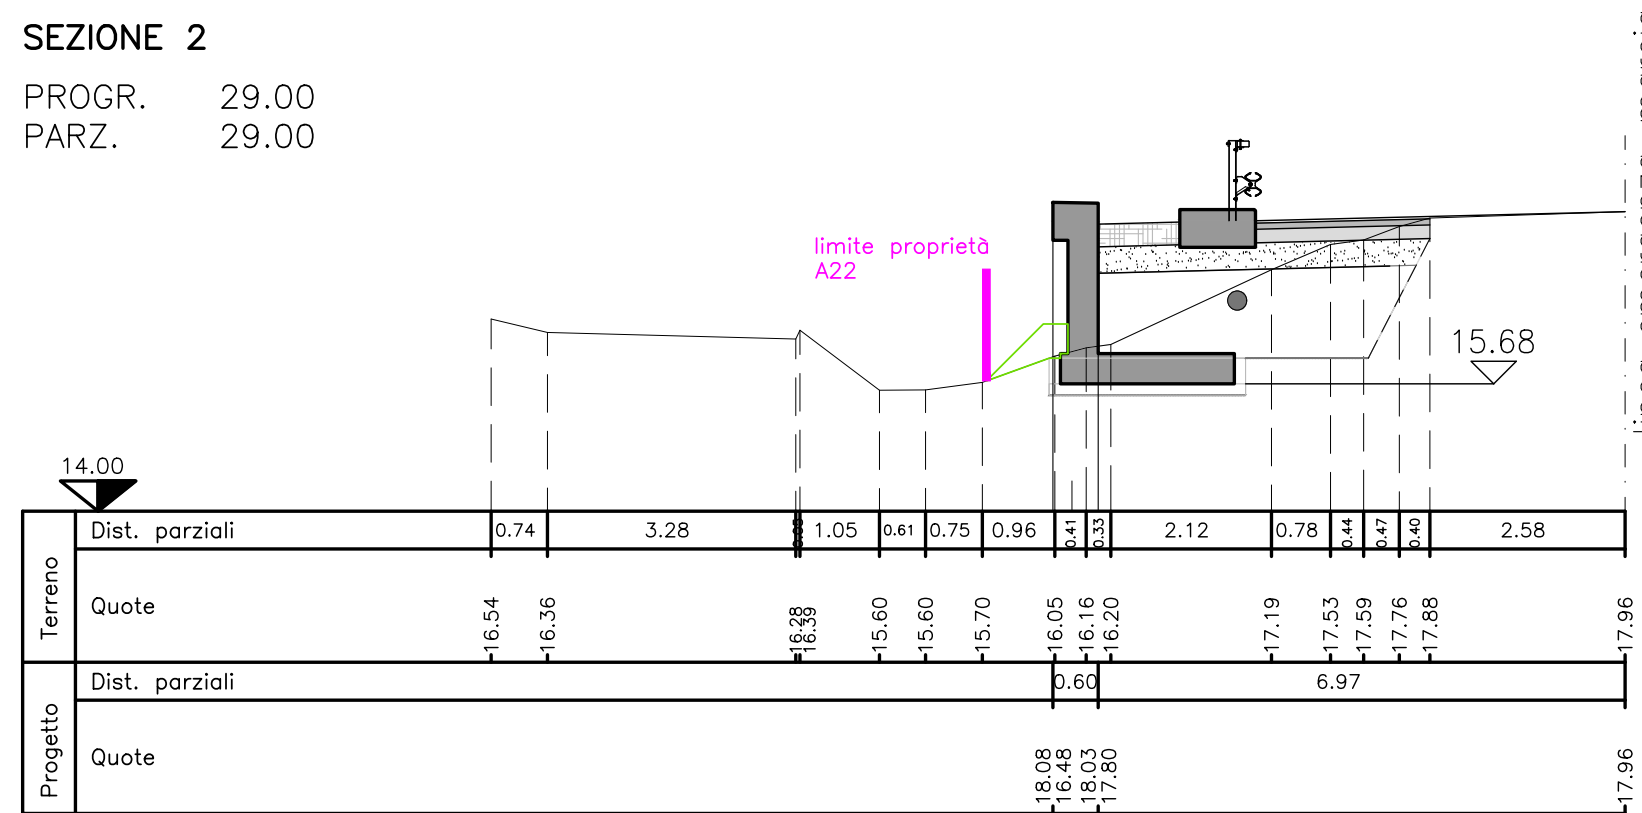 SEZIONE 2
PROGR. 29.00
PARZ. 29.00
limite proprietà
A22
15.68
14.00
Terreno
Dist. parziali 0.74 3.28 1.05 0.61 0.75 0.96 0.41 0.33 2.12 0.78 0.44 0.47 0.40 2.58
Quote 16.54 16.36 16.28 16.39 15.60 15.60 15.70 16.05 16.16 16.20 17.19 17.53 17.59 17.76 17.88 17.96
Progetto
Dist. parziali 0.60 6.97
Quote 18.08 16.48 18.03 17.80 17.96